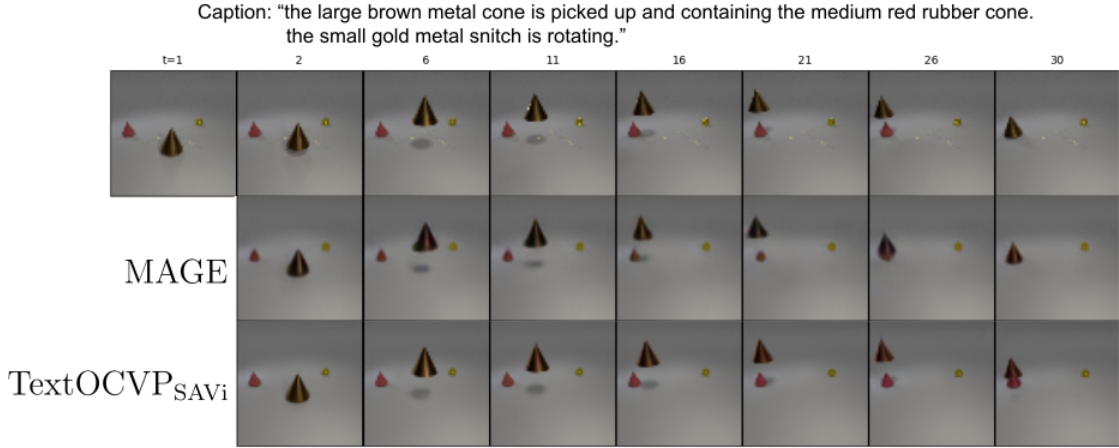 Caption: “the large brown metal cone is picked up and containing the medium red rubber cone.
the small gold metal snitch is rotating.”
t=1 2 6 11 16 21 26 30
MAGE
TextOCVP_SAVi